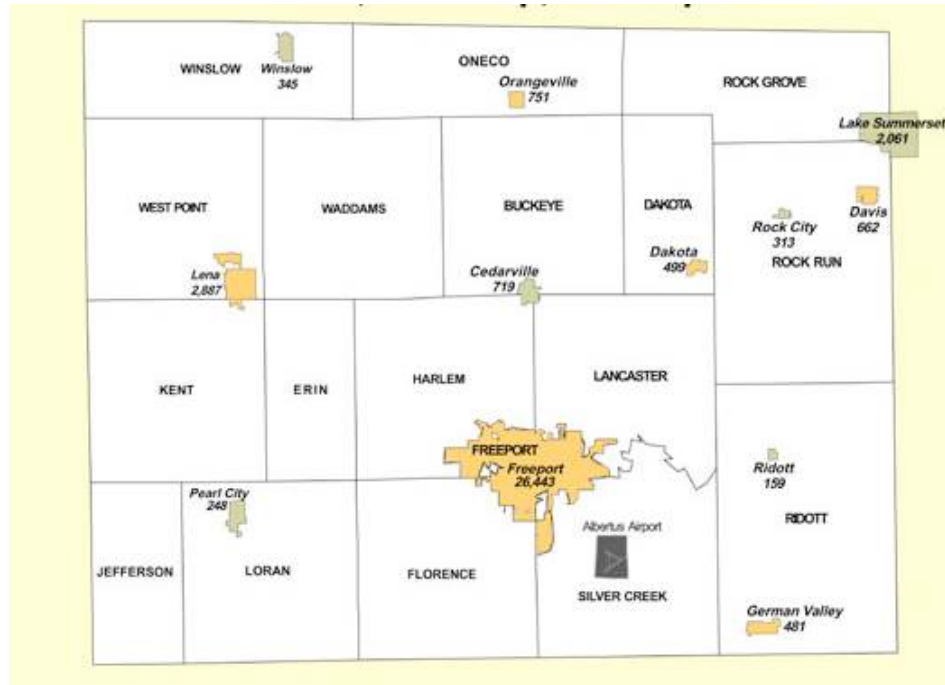 WINSLOW
Winslow
345
ONECO
Orangeville
751
ROCK GROVE
Lake Summerset
2,061
WEST POINT
WADDAMS
BUCKEYE
DAKOTA
Davis
662
Rock City
313
ROCK RUN
Dakota
499
Lena
2,887
Cedarville
719
KENT
ERIN
HARLEM
LANCASTER
FREEPORT
Freeport
26,443
Ridott
159
Pearl City
248
RIDOTT
Albertus Airport
JEFFERSON
LORAN
FLORENCE
SILVER CREEK
German Valley
481